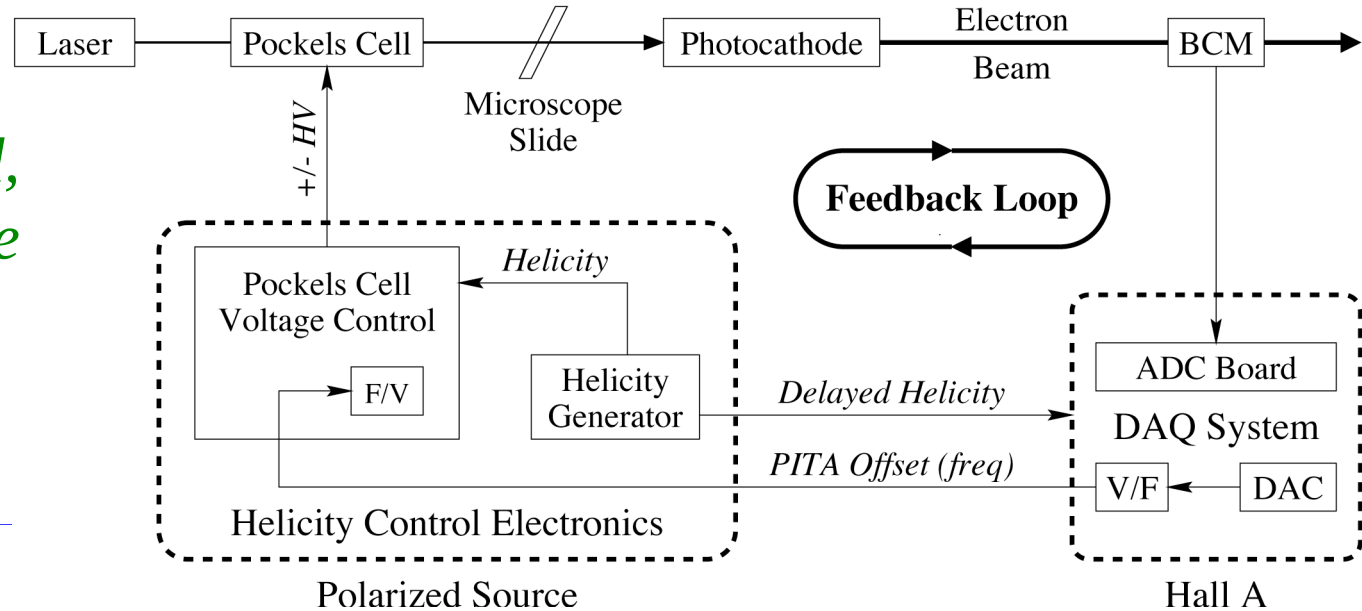 Laser
Pockels Cell
Photocathode
Electron
Beam
BCM
Microscope
Slide
+/- HV
Feedback Loop
Helicity
Pockels Cell
Voltage Control
F/V
Helicity
Generator
Delayed Helicity
PITA Offset (freq)
ADC Board
DAQ System
V/F
DAC
Helicity Control Electronics
Polarized Source
Hall A